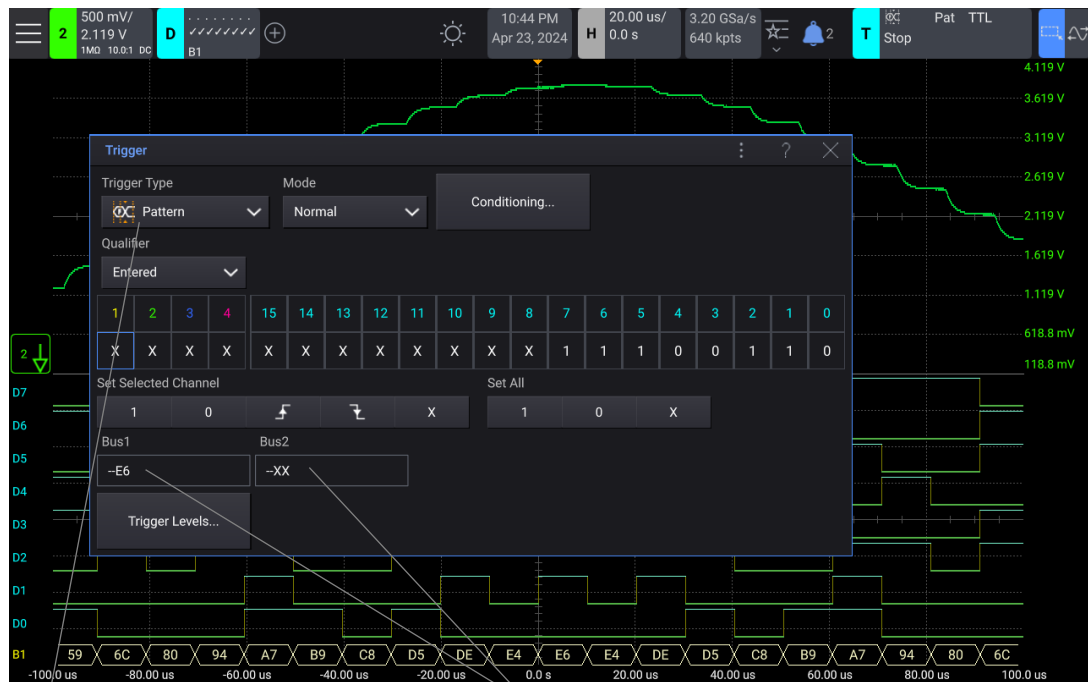 2
500 mV/
2.119 V
1MΩ 10.0:1 DC
D
B1
10:44 PM
Apr 23, 2024
H
20.00 us/
0.0 s
3.20 GSa/s
640 kpts
2
T
Stop
Pat TTL
4.119 V
3.619 V
3.119 V
2.619 V
2.119 V
1.619 V
1.119 V
618.8 mV
118.8 mV
Trigger
?
Trigger Type
Mode
Pattern
Normal
Conditioning...
Qualifier
Entered
1 2 3 4 15 14 13 12 11 10 9 8 7 6 5 4 3 2 1 0
X X X X X X X X X X X X 1 1 1 0 0 1 1 0
Set Selected Channel
Set All
1 0 X
1 0 X
Bus1
Bus2
--E6
--XX
Trigger Levels...
2
D7
D6
D5
D4
D3
D2
D1
D0
B1 59 6C 80 94 A7 B9 C8 D5 DE E4 E6 E4 DE D5 C8 B9 A7 94 80 6C
-100.0 us -80.00 us -60.00 us -40.00 us -20.00 us 0.0 s 20.00 us 40.00 us 60.00 us 80.00 us 100.0 us